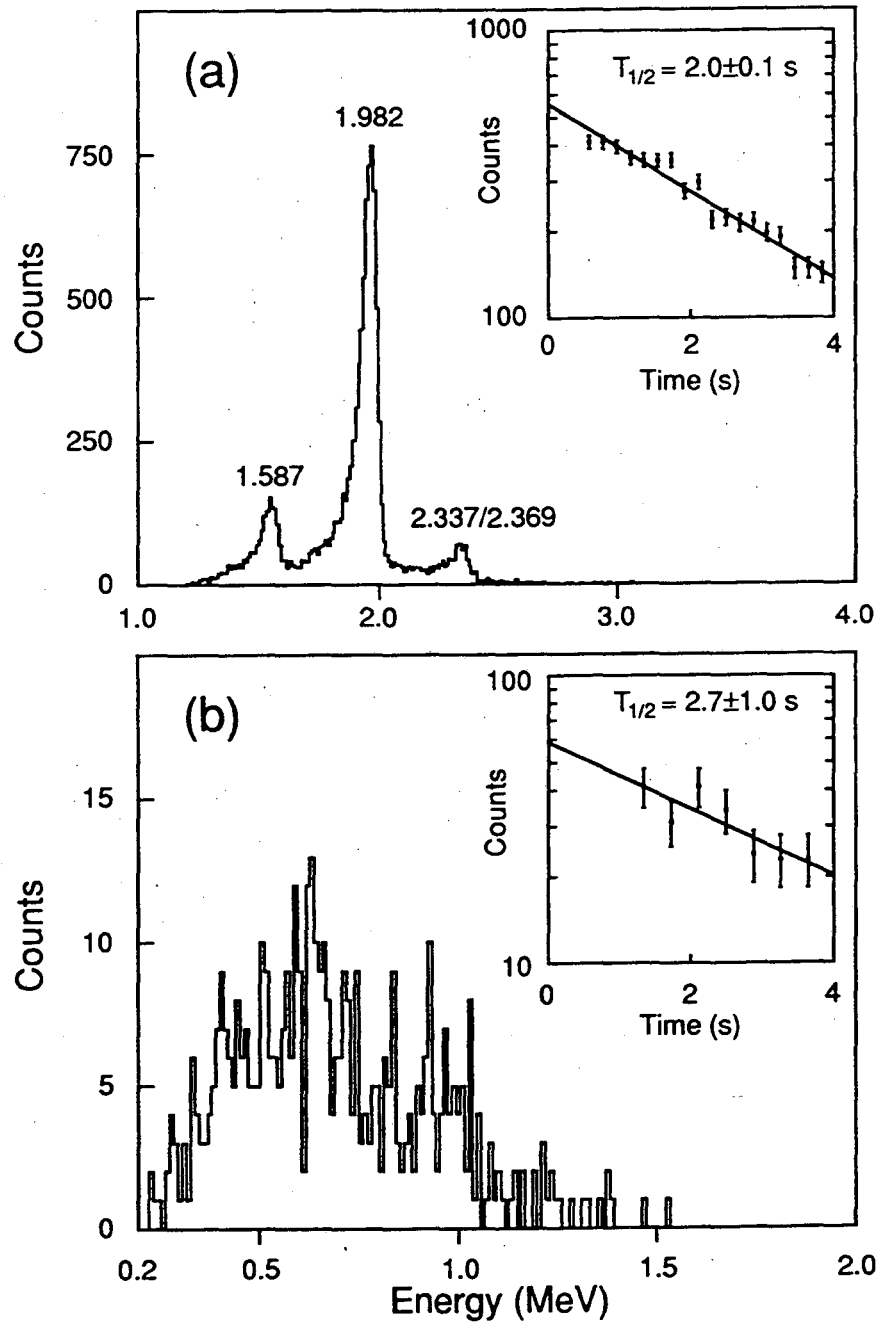 (a)
1.982
1.587
2.337/2.369
Counts
750
500
250
0
1.0
2.0
3.0
4.0
1000
T1/2 = 2.0±0.1 s
Counts
100
0
2
4
Time (s)
(b)
Counts
15
10
5
0
0.2
0.5
1.0
1.5
2.0
Energy (MeV)
100
T1/2 = 2.7±1.0 s
Counts
10
0
2
4
Time (s)